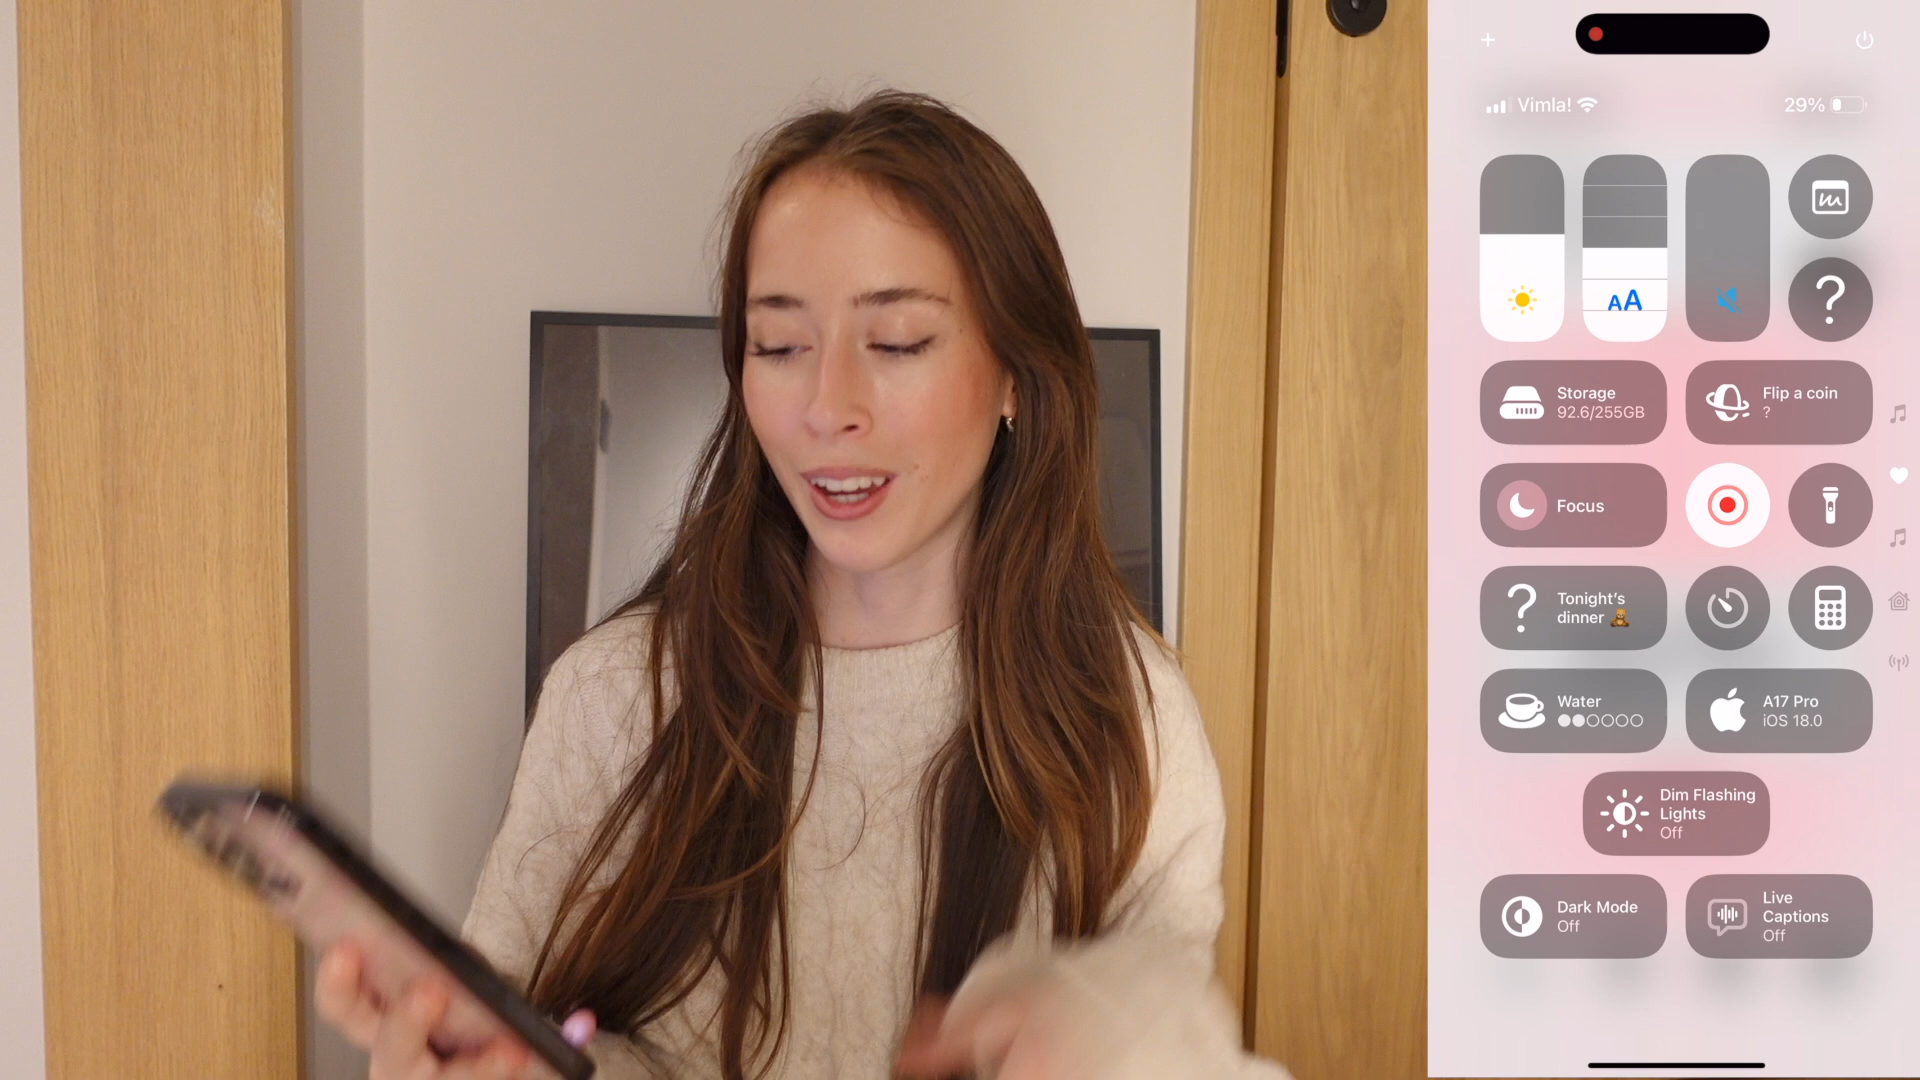 Vimla!
29%
AA
Storage
92.6/255GB
Flip a coin
?
Focus
?
Tonight's
dinner 🧸
Water
A17 Pro
iOS 18.0
Dim Flashing
Lights
Off
Dark Mode
Off
Live
Captions
Off